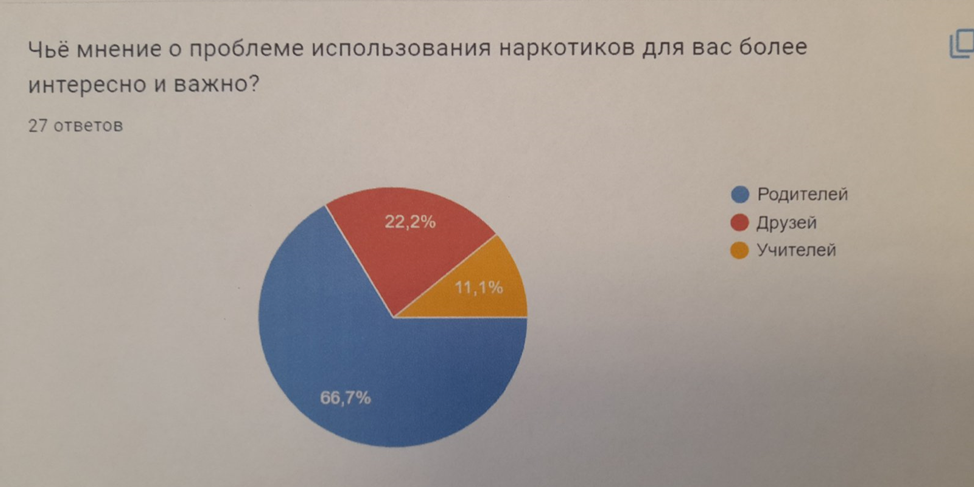 Чьё мнение о проблеме использования наркотиков для вас более
интересно и важно?
27 ответов
22,2%
11,1%
66,7%
Родителей
Друзей
Учителей